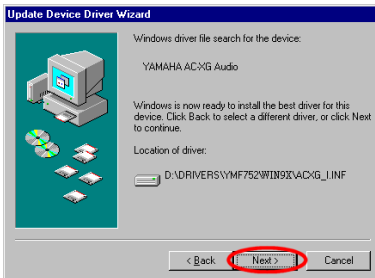 Update Device Driver Wizard
Windows driver file search for the device:
YAMAHA AC-XG Audio
Windows is now ready to install the best driver for this
device. Click Back to select a different driver, or click Next
to continue.
Location of driver:
D:\DRIVERS\YMF752\WIN9X\ACXG_I.INF
< Back
Next >
Cancel